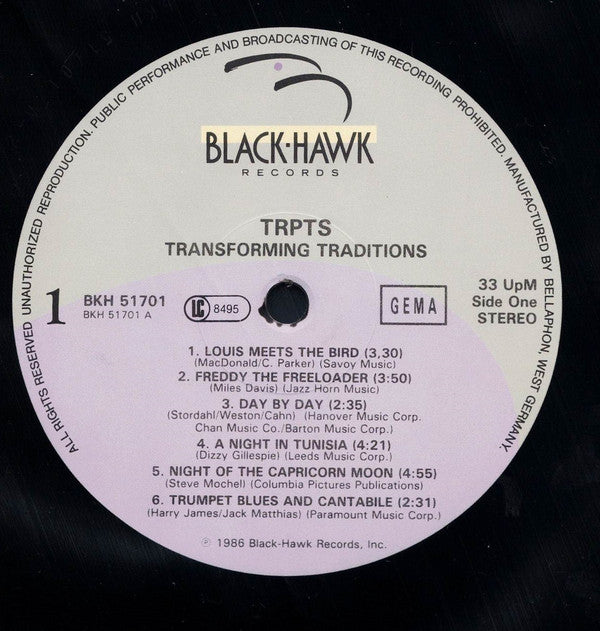 ALL RIGHTS RESERVED UNAUTHORIZED REPRODUCTION. PUBLIC PERFORMANCE AND BROADCASTING OF THIS RECORDING PROHIBITED. MANUFACTURED BY BELLAPHON, WEST GERMANY.
BLACK·HAWK
RECORDS
TRPTS
TRANSFORMING TRADITIONS
1
BKH 51701
BKH 51701 A
LC 8495
GEMA
33 UpM
Side One
STEREO
1. LOUIS MEETS THE BIRD (3,30)
(MacDonald/C. Parker) (Savoy Music)
2. FREDDY THE FREELOADER (3:50)
(Miles Davis) (Jazz Horn Music)
3. DAY BY DAY (2:35)
(Stordahl/Weston/Cahn) (Hanover Music Corp.
Chan Music Co./Barton Music Corp.)
4. A NIGHT IN TUNISIA (4:21)
(Dizzy Gillespie) (Leeds Music Corp.)
5. NIGHT OF THE CAPRICORN MOON (4:55)
(Steve Mochel) (Columbia Pictures Publications)
6. TRUMPET BLUES AND CANTABILE (2:31)
(Harry James/Jack Matthias) (Paramount Music Corp.)
℗ 1986 Black-Hawk Records, Inc.